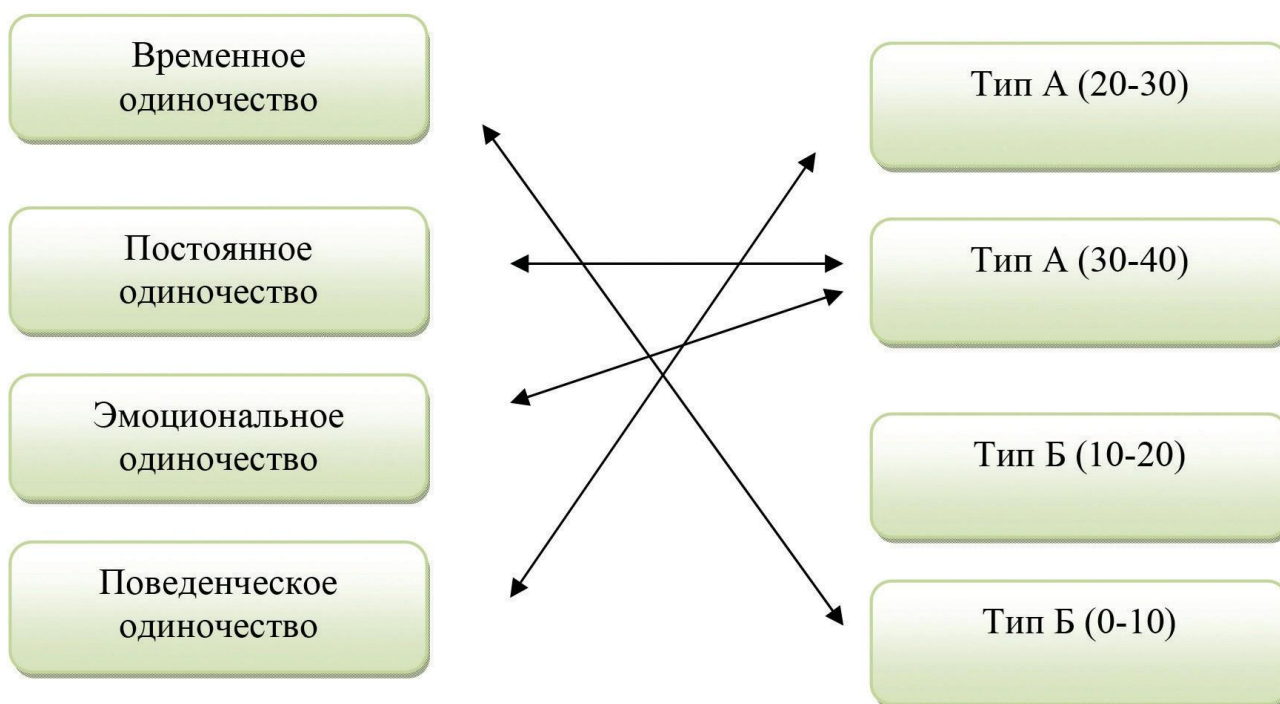 Временное
одиночество
Постоянное
одиночество
Эмоциональное
одиночество
Поведенческое
одиночество
Тип А (20-30)
Тип А (30-40)
Тип Б (10-20)
Тип Б (0-10)